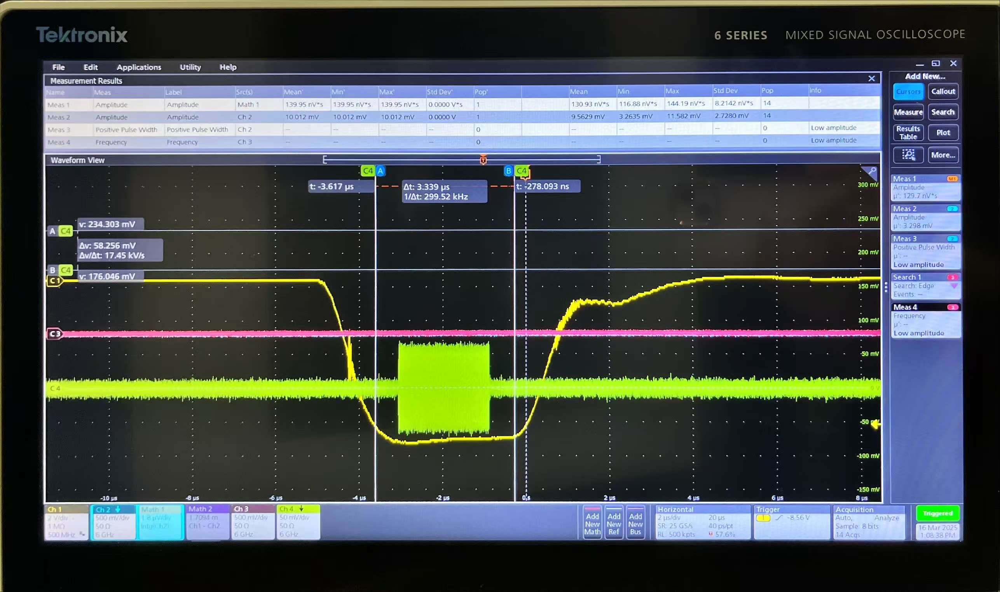 Tektronix
6 SERIES MIXED SIGNAL OSCILLOSCOPE
File Edit Applications Utility Help
Measurement Results
Name Meas Label Src(s) Mean' Min' Max' Std Dev' Pop' Mean Min Max Std Dev Pop Info
Meas 1 Amplitude Amplitude Math 1 139.95 nV*s 139.95 nV*s 139.95 nV*s 0.0000 V*s 1 130.93 nV*s 116.88 nV*s 144.19 nV*s 8.2142 nV*s 14
Meas 2 Amplitude Amplitude Ch 2 10.012 mV 10.012 mV 10.012 mV 0.0000 V 1 9.5629 mV 3.2635 mV 11.582 mV 2.7280 mV 14
Meas 3 Positive Pulse Width Positive Pulse Width Ch 2 -- -- -- -- 0 -- -- -- -- 0 Low amplitude
Meas 4 Frequency Frequency Ch 3 -- -- -- -- 0 -- -- -- -- 0 Low amplitude
Waveform View
T
C4 A B C4
t: -3.617 µs
Δt: 3.339 µs
1/Δt: 299.52 kHz
t: -278.093 ns
300 mV
250 mV
200 mV
150 mV
100 mV
50 mV
0 V
-50 mV
-100 mV
-150 mV
v: 234.303 mV
A C4
Δv: 58.256 mV
Δv/Δt: 17.45 kV/s
B C4
v: 176.046 mV
C 1
C 3
C 4
-10 µs -8 µs -6 µs -4 µs -2 µs 0 s 2 µs 4 µs 6 µs 8 µs
Add New...
Cursors Callout
Measure Search
Results Table
Plot
More...
Meas 1 M1
Amplitude
µ': 129.7 nV*s
Meas 2 2
Amplitude
µ': 3.298 mV
Meas 3 2
Positive Pulse Width
µ': --
Low amplitude
Search 1 3
Search: Edge
Events: --
Meas 4 3
Frequency
µ': --
Low amplitude
Ch 1
2 V/div
1 MΩ
500 MHz
Ch 2
500 mV/div
50 Ω
6 GHz
Math 1
1.8 µV/div
Intg(Ch2)
Math 2
1.7094 m
Ch1 - Ch2
Ch 3
500 mV/div
50 Ω
6 GHz
Ch 4
50 mV/div
50 Ω
6 GHz
Add New Math
Add New Ref
Add New Bus
Horizontal
2 µs/div 20 µs
SR: 25 GS/s 40 ps/pt
RL: 500 kpts 57.6%
Trigger
1 -8.56 V
Acquisition
Auto, Analyze
Sample: 8 bits
14 Acqs
Triggered
16 Mar 2025
1:08:38 PM